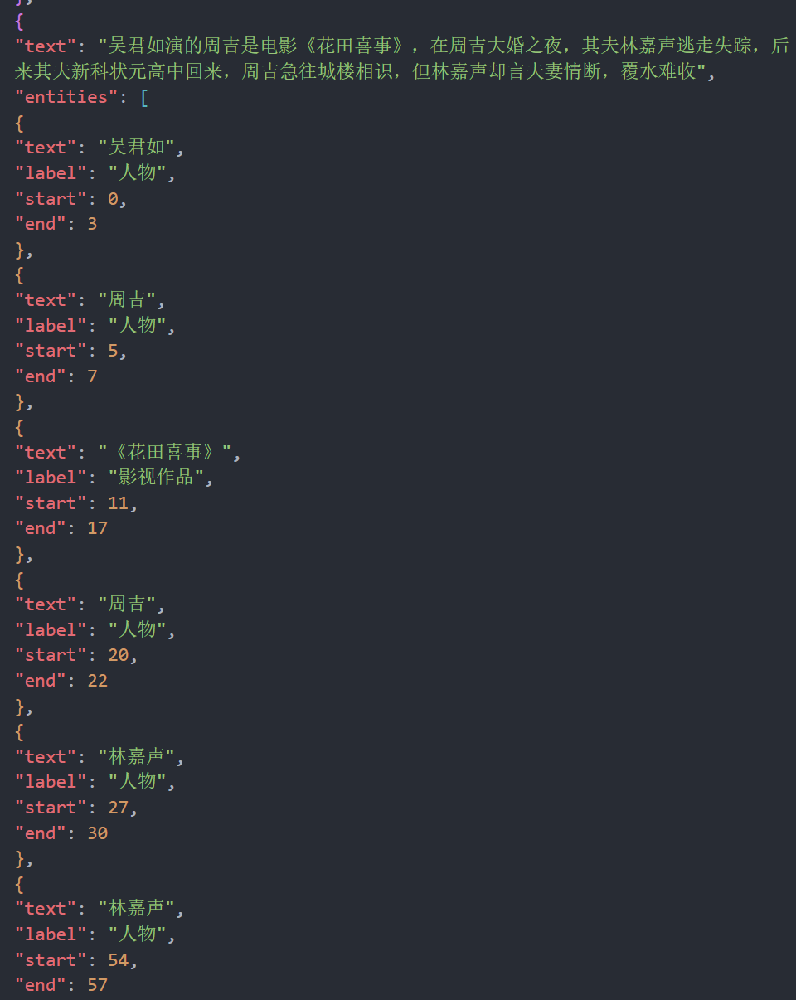 },
{
"text": "吴君如演的周吉是电影《花田喜事》，在周吉大婚之夜，其夫林嘉声逃走失踪，后
来其夫新科状元高中回来，周吉急往城楼相识，但林嘉声却言夫妻情断，覆水难收",
"entities": [
{
"text": "吴君如",
"label": "人物",
"start": 0,
"end": 3
},
{
"text": "周吉",
"label": "人物",
"start": 5,
"end": 7
},
{
"text": "《花田喜事》",
"label": "影视作品",
"start": 11,
"end": 17
},
{
"text": "周吉",
"label": "人物",
"start": 20,
"end": 22
},
{
"text": "林嘉声",
"label": "人物",
"start": 27,
"end": 30
},
{
"text": "林嘉声",
"label": "人物",
"start": 54,
"end": 57